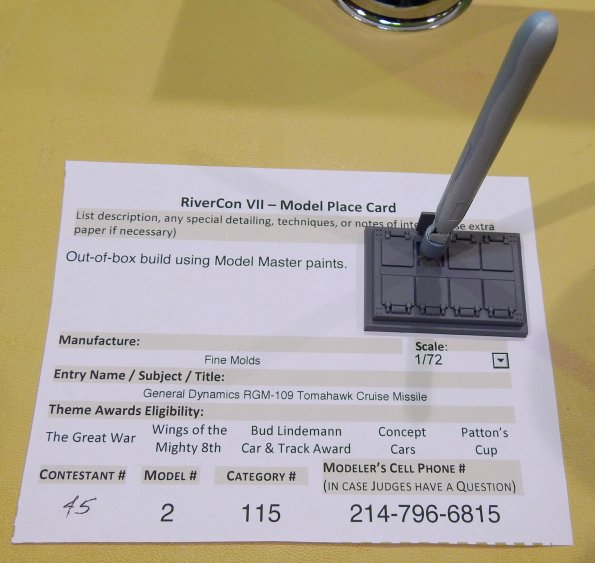 RiverCon VII – Model Place Card
List description, any special detailing, techniques, or notes of extra
paper if necessary)
Out-of-box build using Model Master paints.
Manufacture: Scale:
Fine Molds 1/72
Entry Name / Subject / Title:
General Dynamics RGM-109 Tomahawk Cruise Missile
Theme Awards Eligibility:
The Great War Wings of the Bud Lindemann Concept Patton's
Mighty 8th Car & Track Award Cars Cup
CONTESTANT # MODEL # CATEGORY # MODELER'S CELL PHONE #
(IN CASE JUDGES HAVE A QUESTION)
45 2 115 214-796-6815